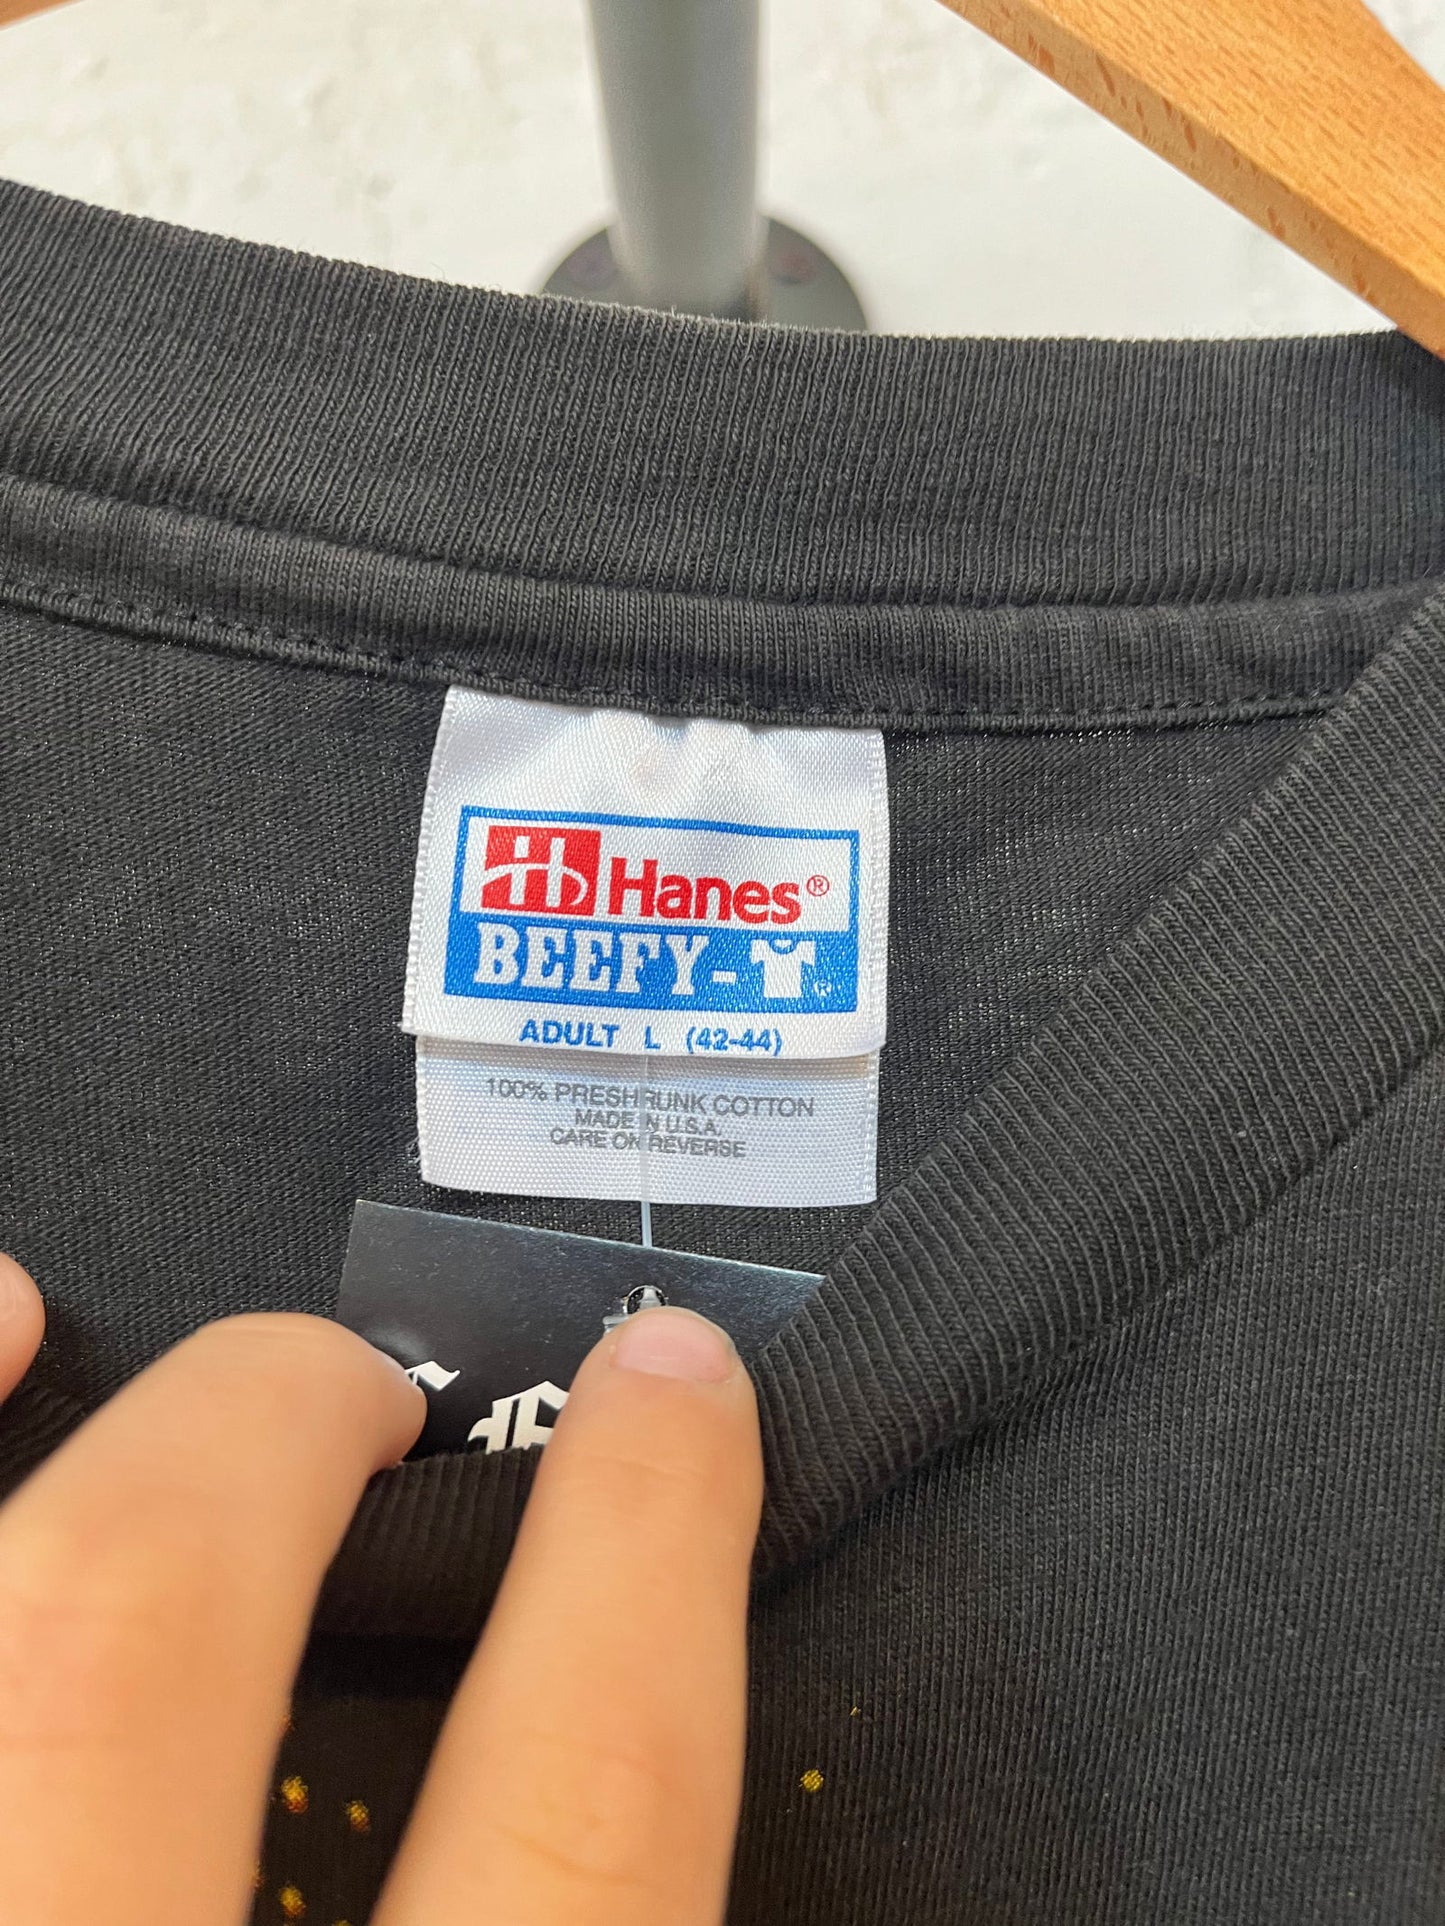 Hanes®
BEEFY-
ADULT L (42-44)
100% PRESHRUNK COTTON
MADE IN U.S.A.
CARE ON REVERSE